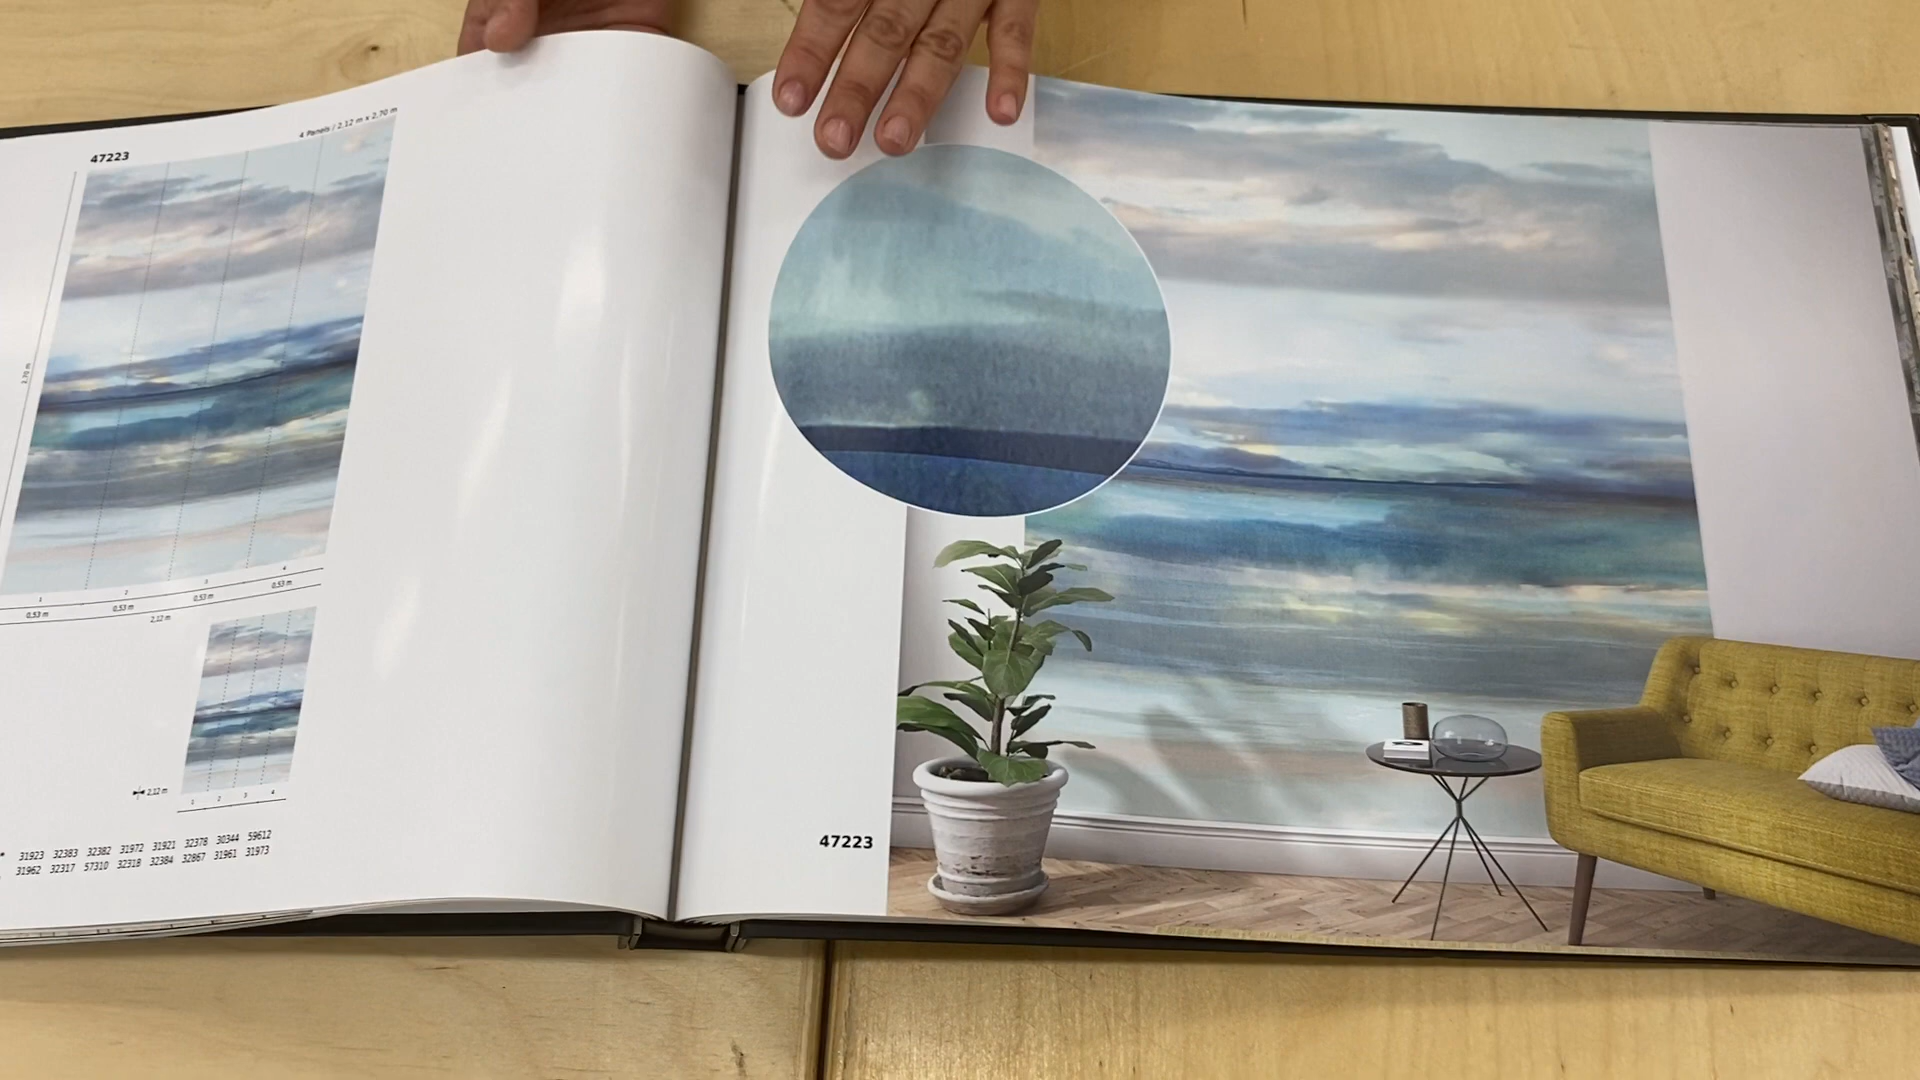 4 Panels / 2,12 m x 2,70 m
47223
2,70 m
1 2 3 4
0,53 m 0,53 m 0,53 m 0,53 m
2,12 m
1 2 3 4
2,12 m
31923 32383 32382 31972 31921 32378 30344 59612
31962 32317 57310 32318 32384 32867 31961 31973
47223